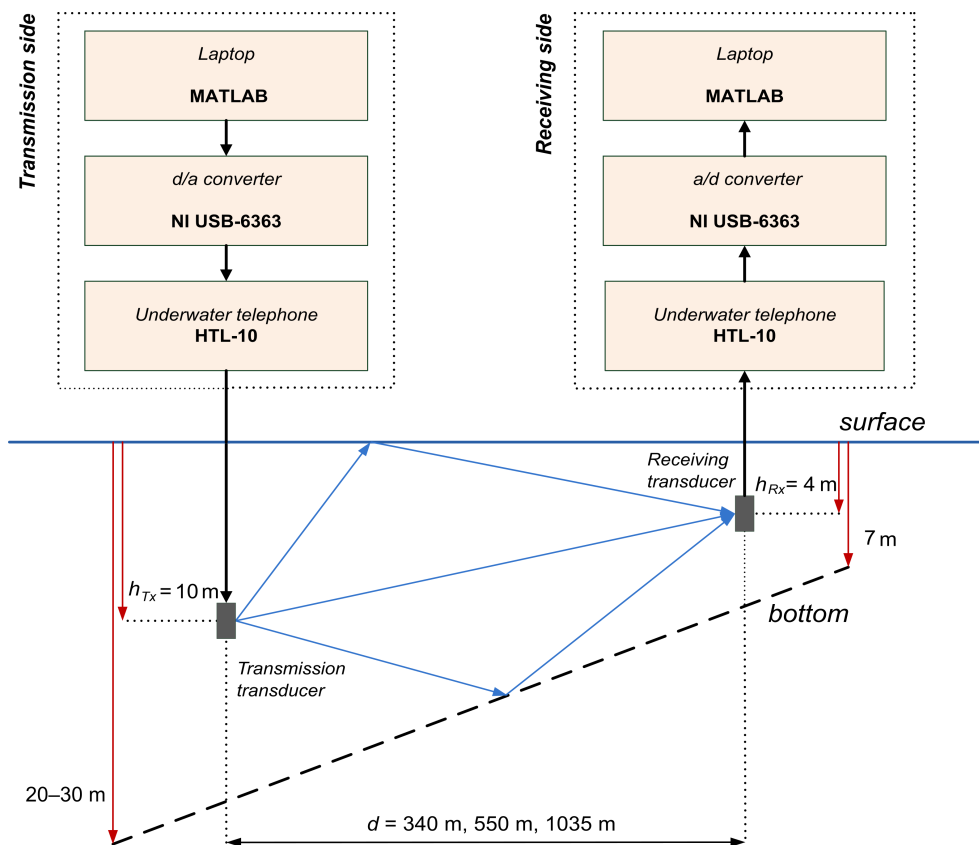 Transmission side
Laptop
MATLAB
d/a converter
NI USB-6363
Underwater telephone
HTL-10
Receiving side
Laptop
MATLAB
a/d converter
NI USB-6363
Underwater telephone
HTL-10
surface
Receiving
transducer
hRx = 4 m
7 m
hTx = 10 m
bottom
Transmission
transducer
20–30 m
d = 340 m, 550 m, 1035 m